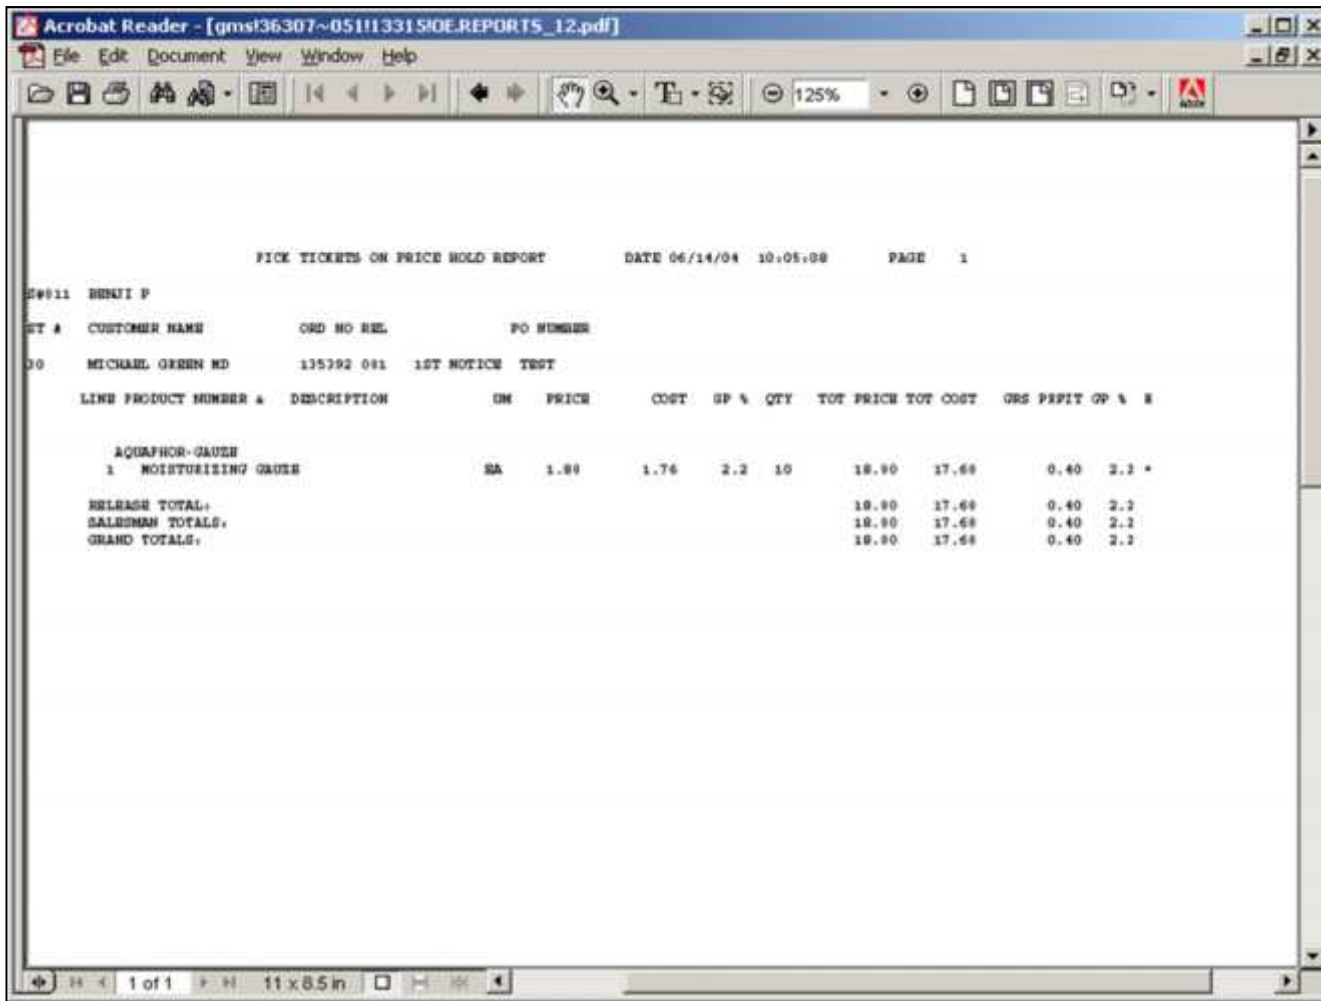 Acrobat Reader - [gms!36307~051!13315!OE.REPORTS_12.pdf]
File Edit Document View Window Help
125%
PICK TICKETS ON PRICE HOLD REPORT DATE 06/14/04 10:05:08 PAGE 1
S#011 BENJI P
ST # CUSTOMER NAME ORD NO REL PO NUMBER
30 MICHAEL GREEN MD 135392 001 1ST NOTICE TEST
LINE PRODUCT NUMBER & DESCRIPTION UM PRICE COST GP % QTY TOT PRICE TOT COST GRS PRFIT GP %
AQUAPHOR-GAUZE
1 MOISTURIZING GAUZE EA 1.80 1.76 2.2 10 18.00 17.60 0.40 2.2 *
RELEASE TOTAL: 18.00 17.60 0.40 2.2
SALESMAN TOTALS: 18.00 17.60 0.40 2.2
GRAND TOTALS: 18.00 17.60 0.40 2.2
1 of 1 11 x 8.5 in